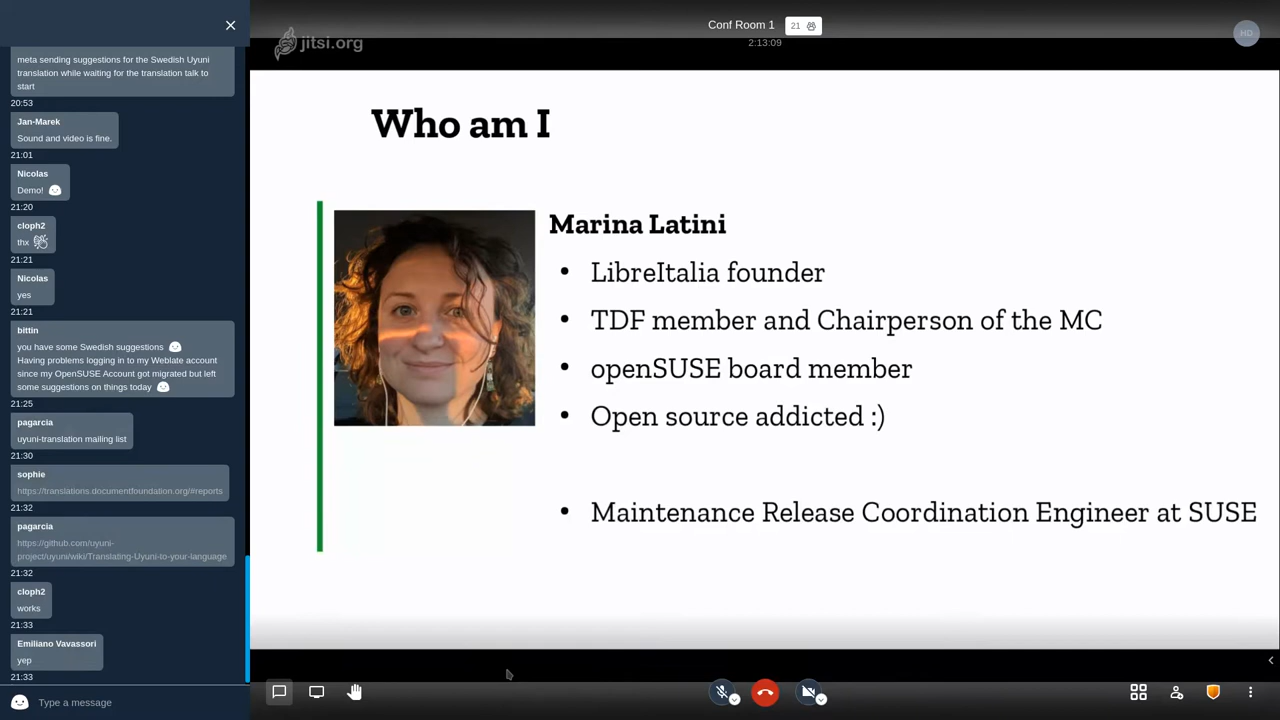 meta sending suggestions for the Swedish Uyuni
translation while waiting for the translation talk to
start
20:53
Jan-Marek
Sound and video is fine.
21:01
Nicolas
Demo!
21:20
cloph2
thx
21:21
Nicolas
yes
21:21
bittin
you have some Swedish suggestions
Having problems logging in to my Weblate account
since my OpenSUSE Account got migrated but left
some suggestions on things today
21:25
pagarcia
uyuni-translation mailing list
21:30
sophie
https://translations.documentfoundation.org/#reports
21:32
pagarcia
https://github.com/uyuni-
project/uyuni/wiki/Translating-Uyuni-to-your-language
21:32
cloph2
works
21:33
Emiliano Vavassori
yep
21:33
Type a message
jitsi.org
Conf Room 1 21
2:13:09
HD
Who am I
Marina Latini
• LibreItalia founder
• TDF member and Chairperson of the MC
• openSUSE board member
• Open source addicted :)
• Maintenance Release Coordination Engineer at SUSE